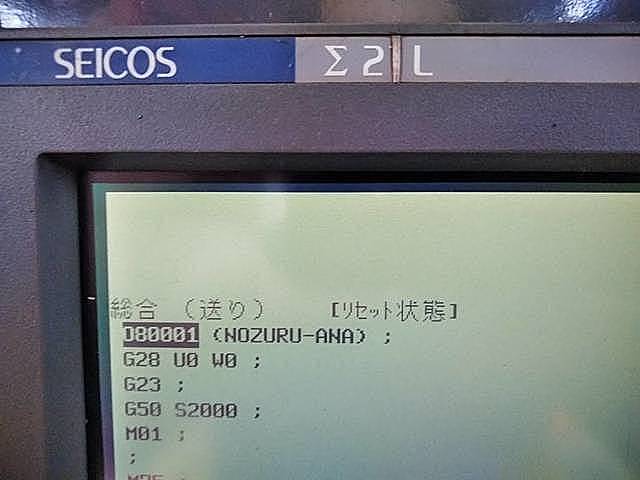 SEICOS Σ21 L
総合 (送り) [リセット状態]
O80001 (NOZURU-ANA) ;
G28 U0 W0 ;
G23 ;
G50 S2000 ;
M01 ;
;